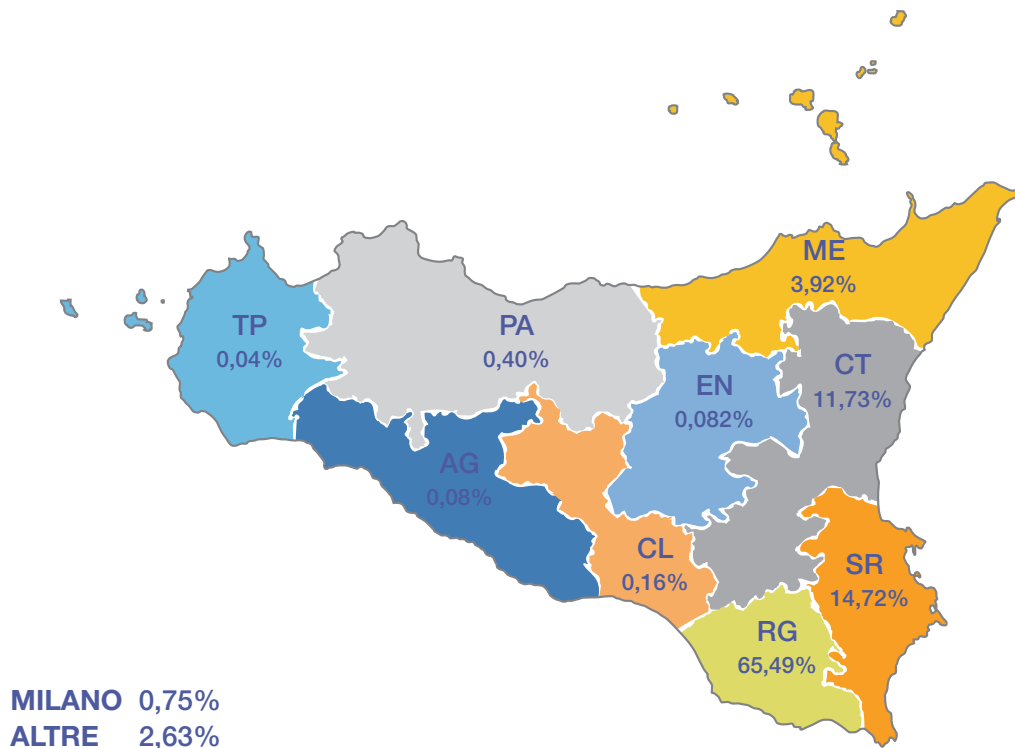 ME
3,92%
TP
0,04%
PA
0,40%
CT
11,73%
EN
0,082%
AG
0,08%
CL
0,16%
SR
14,72%
RG
65,49%
MILANO 0,75%
ALTRE 2,63%